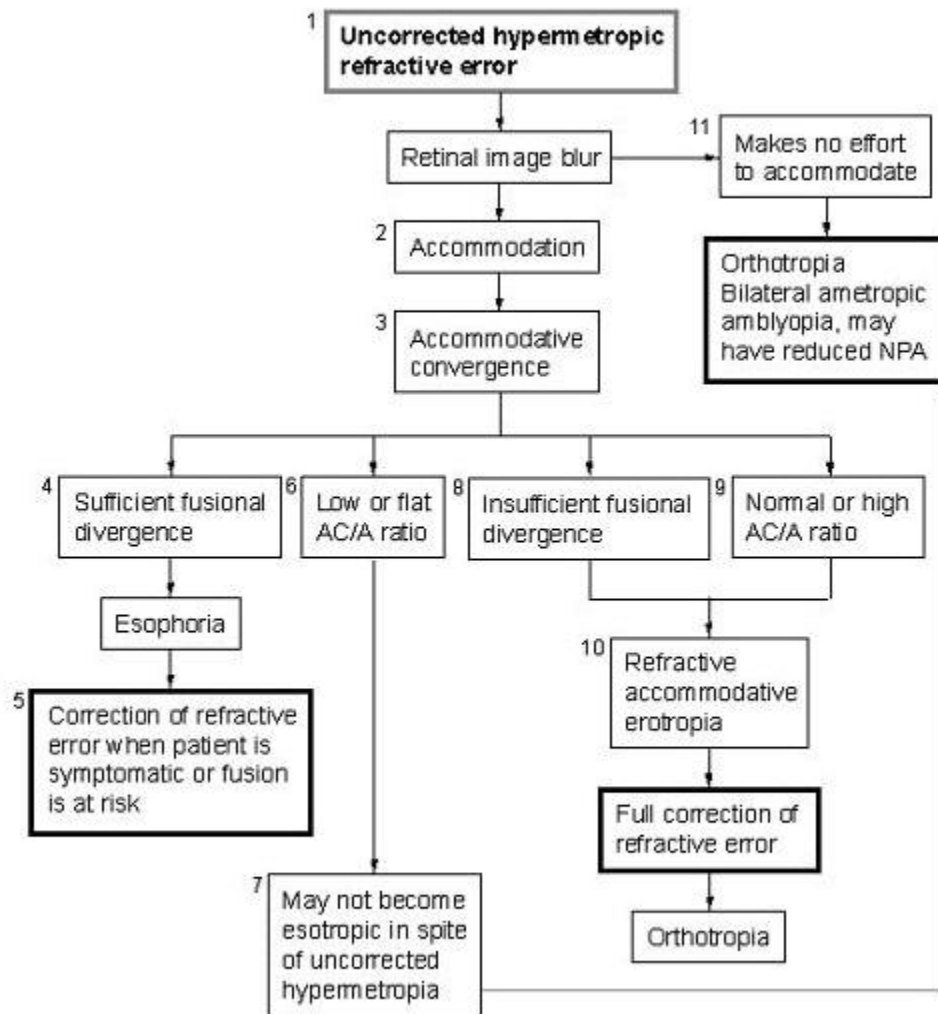 1
Uncorrected hypermetropic
refractive error
Retinal image blur
11
Makes no effort
to accommodate
2
Accommodation
Orthotropia
Bilateral ametropic
amblyopia, may
have reduced NPA
3
Accommodative
convergence
4
Sufficient fusional
divergence
6
Low or flat
AC/A ratio
8
Insufficient fusional
divergence
9
Normal or high
AC/A ratio
Esophoria
5
Correction of refractive
error when patient is
symptomatic or fusion
is at risk
10
Refractive
accommodative
erotropia
Full correction of
refractive error
7
May not become
esotropic in spite
of uncorrected
hypermetropia
Orthotropia